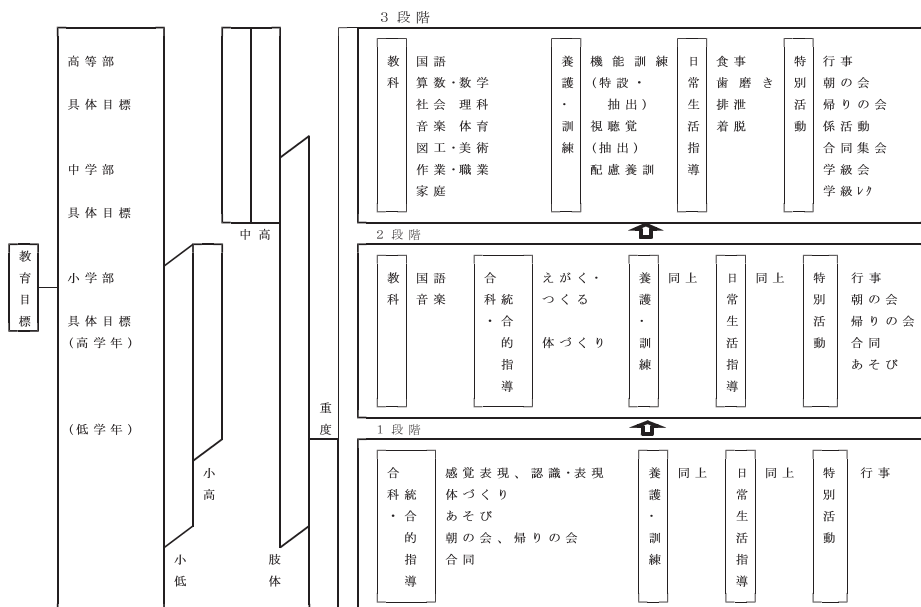 教育目標
高等部
具体目標
中学部
具体目標
小学部
具体目標
(高学年)
(低学年)
小低
小高
中高
肢体
重度
3段階
教科
国語
算数・数学
社会 理科
音楽 体育
図工・美術
作業・職業
家庭
養護・訓練
機能訓練
(特設・
抽出)
視聴覚
(抽出)
配慮養訓
日常生活指導
食事
歯磨き
排泄
着脱
特別活動
行事
朝の会
帰りの会
係活動
合同集会
学級会
学級レク
2段階
教科
国語
音楽
合科・統合的指導
えがく・
つくる
体づくり
養護・訓練
同上
日常生活指導
同上
特別活動
行事
朝の会
帰りの会
合同
あそび
1段階
合科・統合的指導
感覚表現、認識・表現
体づくり
あそび
朝の会、帰りの会
合同
養護・訓練
同上
日常生活指導
同上
特別活動
行事